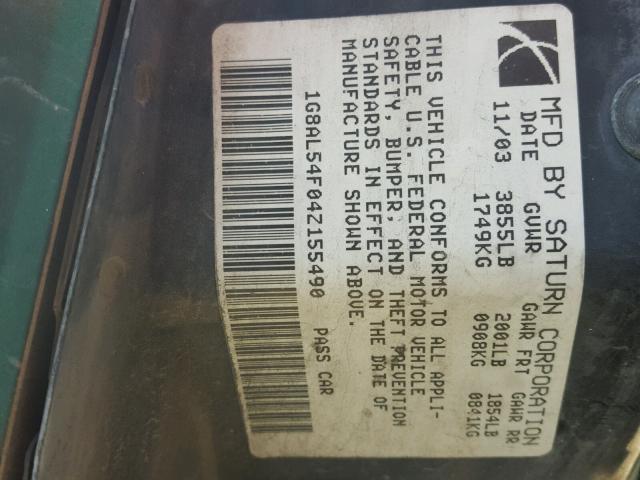 MFD BY SATURN CORPORATION
DATE GVWR GAWR FRT GAWR RR
11/03 3855LB 2001LB 1854LB
1749KG 0908KG 0841KG
THIS VEHICLE CONFORMS TO ALL APPLI-
CABLE U.S. FEDERAL MOTOR VEHICLE
SAFETY, BUMPER, AND THEFT PREVENTION
STANDARDS IN EFFECT ON THE DATE OF
MANUFACTURE SHOWN ABOVE.
1G8AL54F04Z155490 PASS CAR